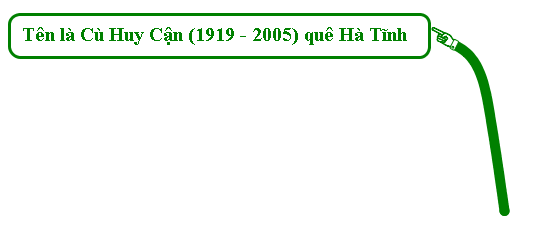 Tên là Cù Huy Cận (1919 - 2005) quê Hà Tĩnh